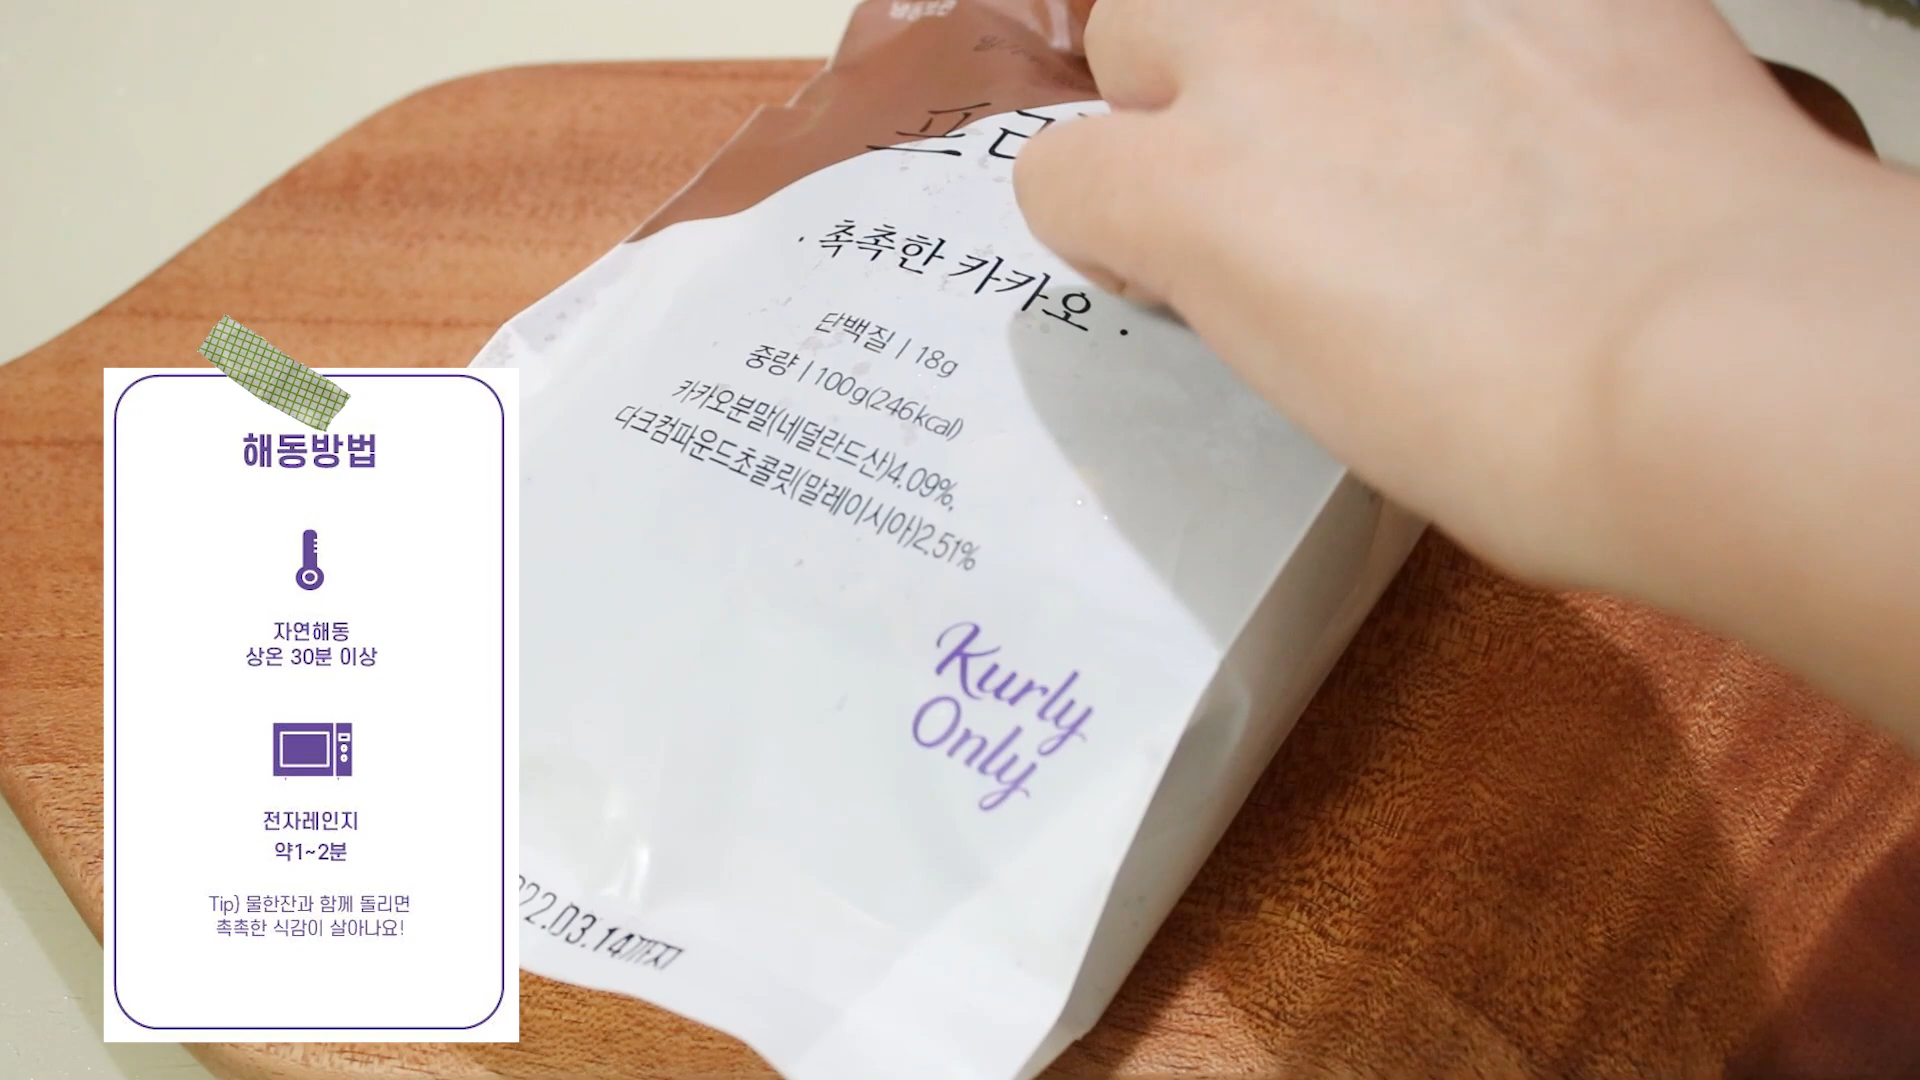 · 촉촉한 카카오 ·
단백질 | 18g
중량 | 100g(246kcal)
카카오분말(네덜란드산)4.09%,
다크컴파운드초콜릿(말레이시아)2.51%
Kurly
Only
22.03.14까지
해동방법
자연해동
상온 30분 이상
전자레인지
약1~2분
Tip) 물한잔과 함께 돌리면
촉촉한 식감이 살아나요!